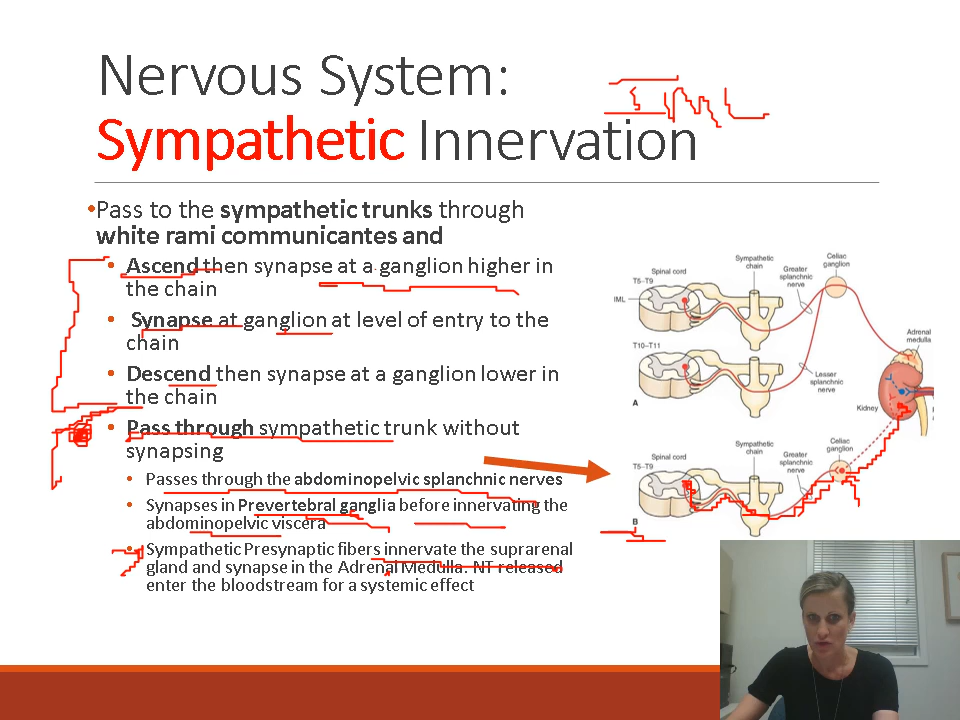 Nervous System:
Sympathetic Innervation
•Pass to the sympathetic trunks through
white rami communicantes and
• Ascend then synapse at a ganglion higher in
the chain
• Synapse at ganglion at level of entry to the
chain
• Descend then synapse at a ganglion lower in
the chain
• Pass through sympathetic trunk without
synapsing
• Passes through the abdominopelvic splanchnic nerves
• Synapses in Prevertebral ganglia before innervating the
abdominopelvic viscera
• Sympathetic Presynaptic fibers innervate the suprarenal
gland and synapse in the Adrenal Medulla. NT released
enter the bloodstream for a systemic effect
Spinal cord
T5–T9
IML
Sympathetic
chain
Greater
splanchnic
nerve
Celiac
ganglion
T10–T11
A
Lesser
splanchnic
nerve
Adrenal
medulla
Kidney
Spinal cord
T5–T9
B
Sympathetic
chain
Greater
splanchnic
nerve
Celiac
ganglion